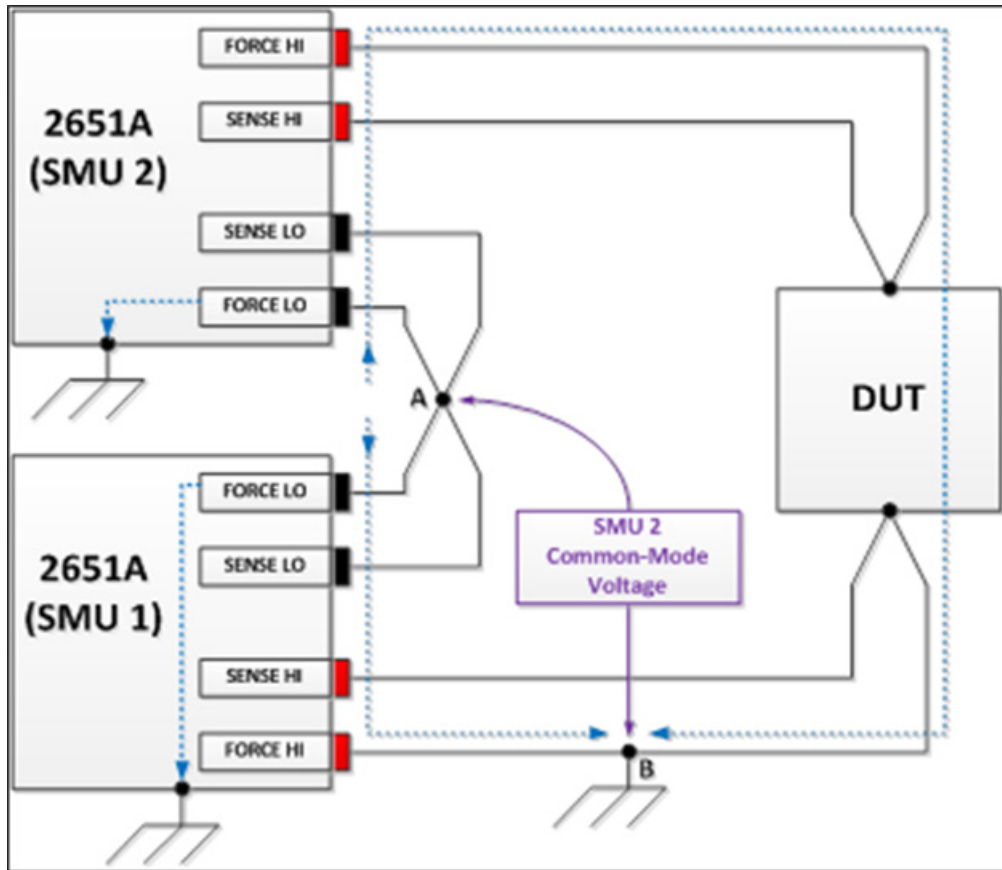 2651A
(SMU 2)
FORCE HI
SENSE HI
SENSE LO
FORCE LO
A
DUT
2651A
(SMU 1)
FORCE LO
SENSE LO
SENSE HI
FORCE HI
SMU 2
Common-Mode
Voltage
B